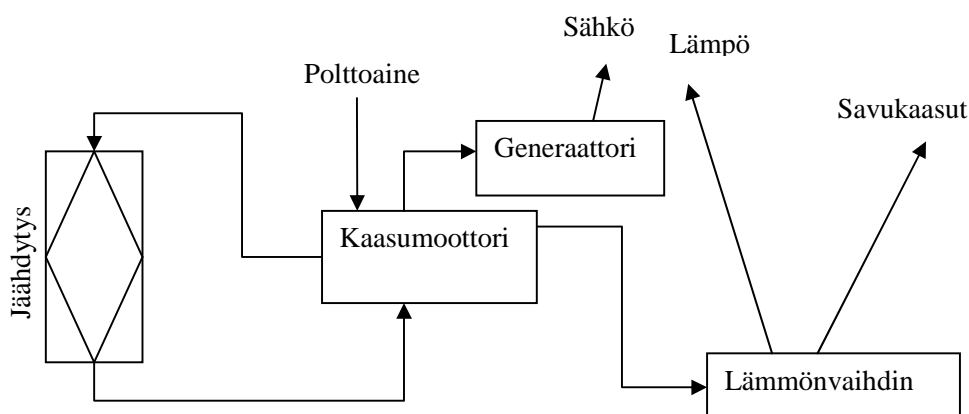 Sähkö
Lämpö
Polttoaine
Savukaasut
Generaattori
Kaasumoottori
Jäähdytys
Lämmönvaihdin